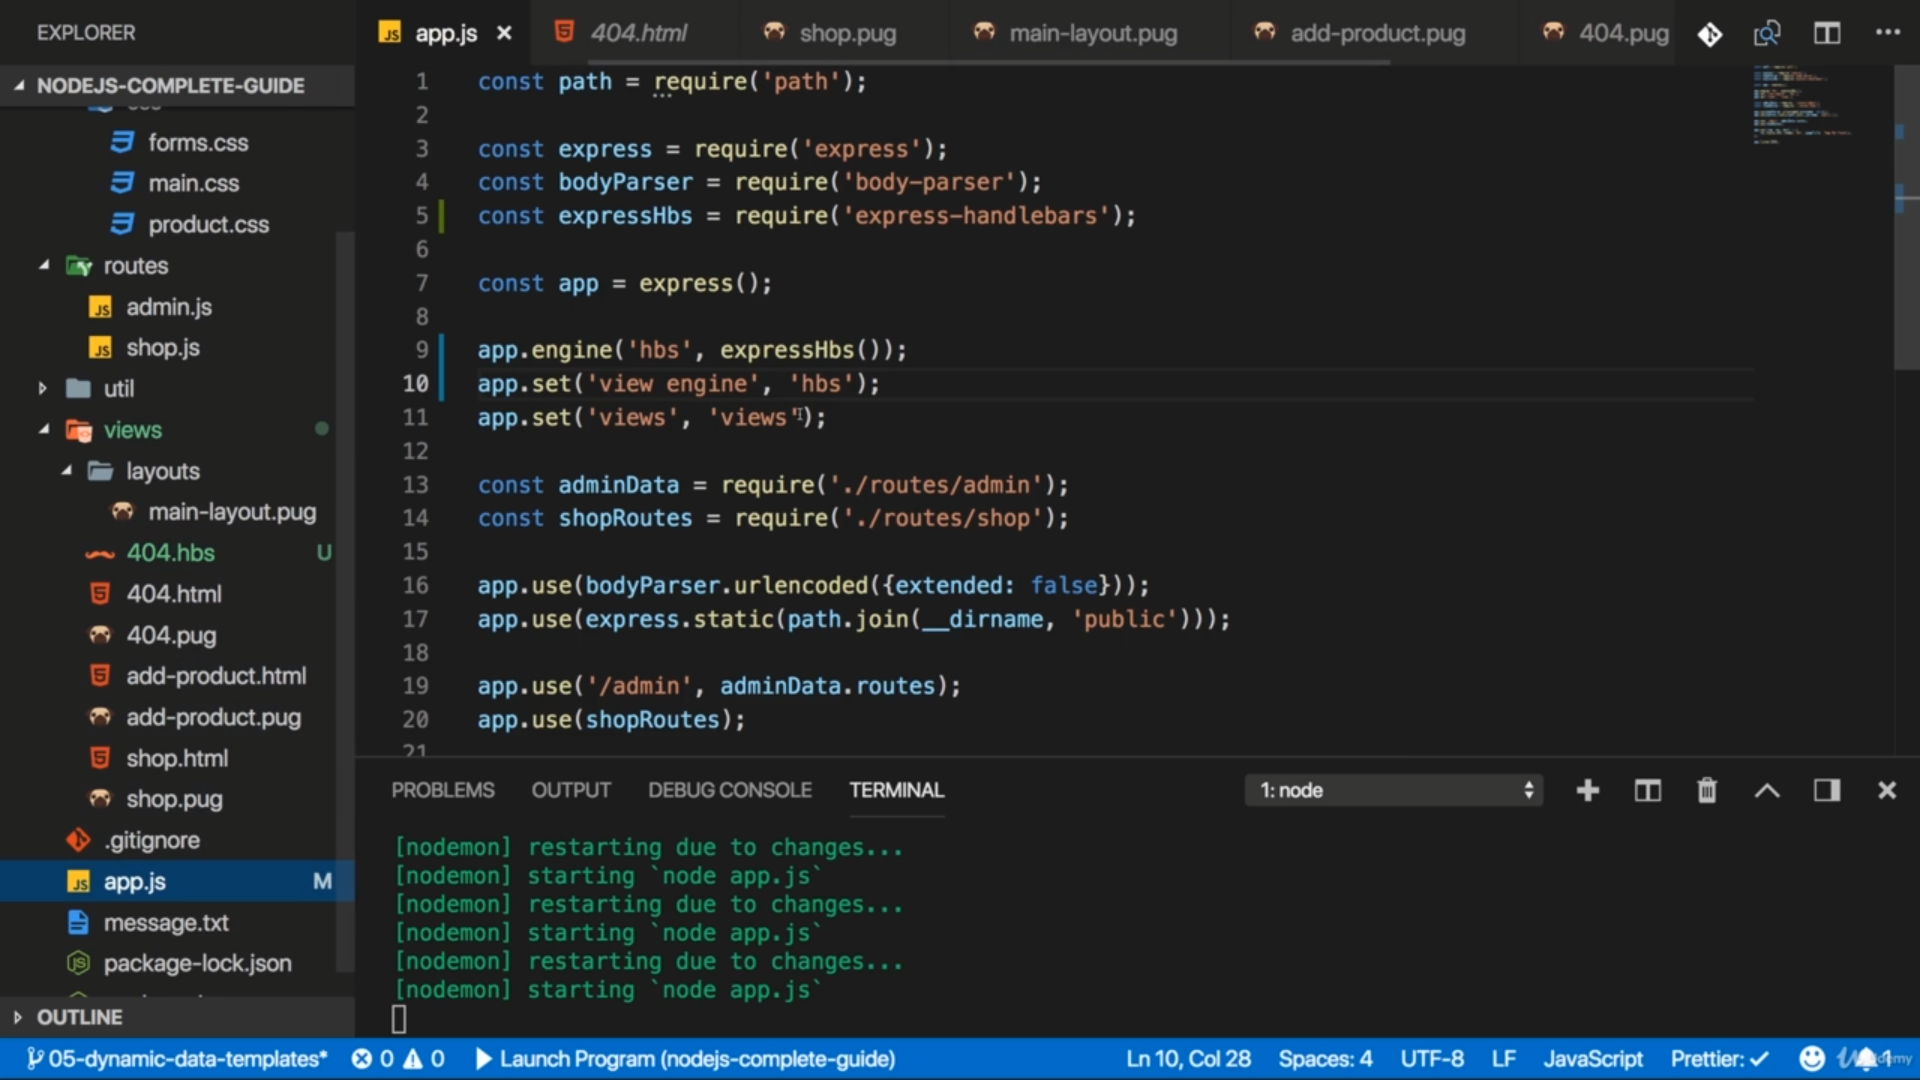 EXPLORER
NODEJS-COMPLETE-GUIDE
forms.css
main.css
product.css
routes
admin.js
shop.js
util
views
layouts
main-layout.pug
404.hbs U
404.html
404.pug
add-product.html
add-product.pug
shop.html
shop.pug
.gitignore
app.js M
message.txt
package-lock.json
OUTLINE
app.js 404.html shop.pug main-layout.pug add-product.pug 404.pug
1 const path = require('path');
2
3 const express = require('express');
4 const bodyParser = require('body-parser');
5 const expressHbs = require('express-handlebars');
6
7 const app = express();
8
9 app.engine('hbs', expressHbs());
10 app.set('view engine', 'hbs');
11 app.set('views', 'views');
12
13 const adminData = require('./routes/admin');
14 const shopRoutes = require('./routes/shop');
15
16 app.use(bodyParser.urlencoded({extended: false}));
17 app.use(express.static(path.join(__dirname, 'public')));
18
19 app.use('/admin', adminData.routes);
20 app.use(shopRoutes);
21
PROBLEMS OUTPUT DEBUG CONSOLE TERMINAL 1: node
[nodemon] restarting due to changes...
[nodemon] starting `node app.js`
[nodemon] restarting due to changes...
[nodemon] starting `node app.js`
[nodemon] restarting due to changes...
[nodemon] starting `node app.js`
05-dynamic-data-templates* 0 0 Launch Program (nodejs-complete-guide) Ln 10, Col 28 Spaces: 4 UTF-8 LF JavaScript Prettier: ✓ 1